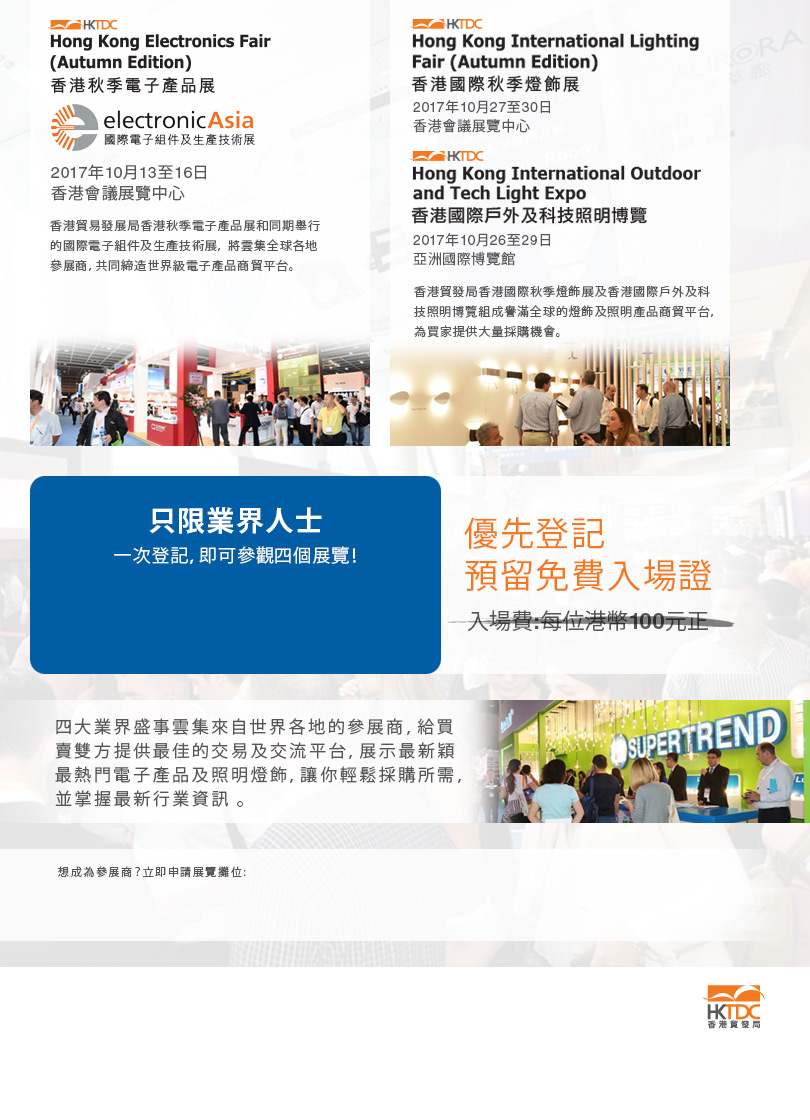 HKTDC
Hong Kong Electronics Fair
(Autumn Edition)
香港秋季電子產品展
electronicAsia
國際電子組件及生產技術展
2017年10月13至16日
香港會議展覽中心
香港貿易發展局香港秋季電子產品展和同期舉行
的國際電子組件及生產技術展, 將雲集全球各地
參展商, 共同締造世界級電子產品商貿平台。
HKTDC
Hong Kong International Lighting
Fair (Autumn Edition)
香港國際秋季燈飾展
2017年10月27至30日
香港會議展覽中心
HKTDC
Hong Kong International Outdoor
and Tech Light Expo
香港國際戶外及科技照明博覽
2017年10月26至29日
亞洲國際博覽館
香港貿發局香港國際秋季燈飾展及香港國際戶外及科
技照明博覽組成譽滿全球的燈飾及照明產品商貿平台,
為買家提供大量採購機會。
AURORA
只限業界人士
一次登記, 即可參觀四個展覽!
優先登記
預留免費入場證
入場費:每位港幣100元正
四大業界盛事雲集來自世界各地的參展商, 給買
賣雙方提供最佳的交易及交流平台, 展示最新穎
最熱門電子產品及照明燈飾, 讓你輕鬆採購所需,
並掌握最新行業資訊 。
SUPERTREND
想成為參展商?立即申請展覽攤位:
HKTDC
香港貿發局